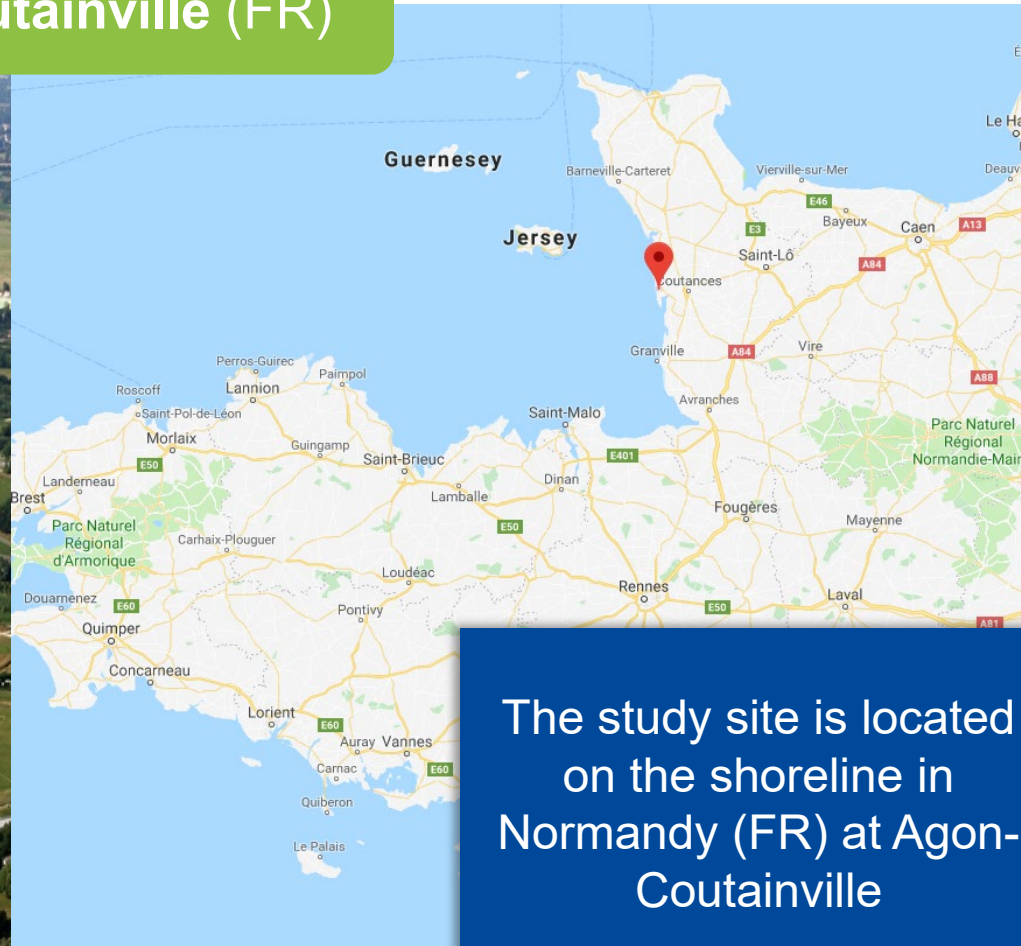 utainville (FR)
Le Ha
Guernesey
Barneville-Carteret
Vierville-sur-Mer
Deauv
E46
Bayeux
Caen
A13
Jersey
E3
Saint-Lô
A84
outances
Granville
A84
Vire
Perros-Guirec
Paimpol
A88
Roscoff
Lannion
Avranches
Saint-Pol-de-Léon
Saint-Malo
Parc Naturel
Régional
Normandie-Main
Morlaix
Guingamp
Saint-Brieuc
E401
E50
Landerneau
Dinan
Brest
Lamballe
Fougères
Mayenne
Parc Naturel
Régional
d'Armorique
E50
Carhaix-Plouguer
Loudéac
Rennes
Laval
Douarnenez
E60
Pontivy
E50
A81
Quimper
Concarneau
Lorient
E60
Auray Vannes
Carnac
E60
Quiberon
Le Palais
The study site is located
on the shoreline in
Normandy (FR) at Agon-
Coutainville